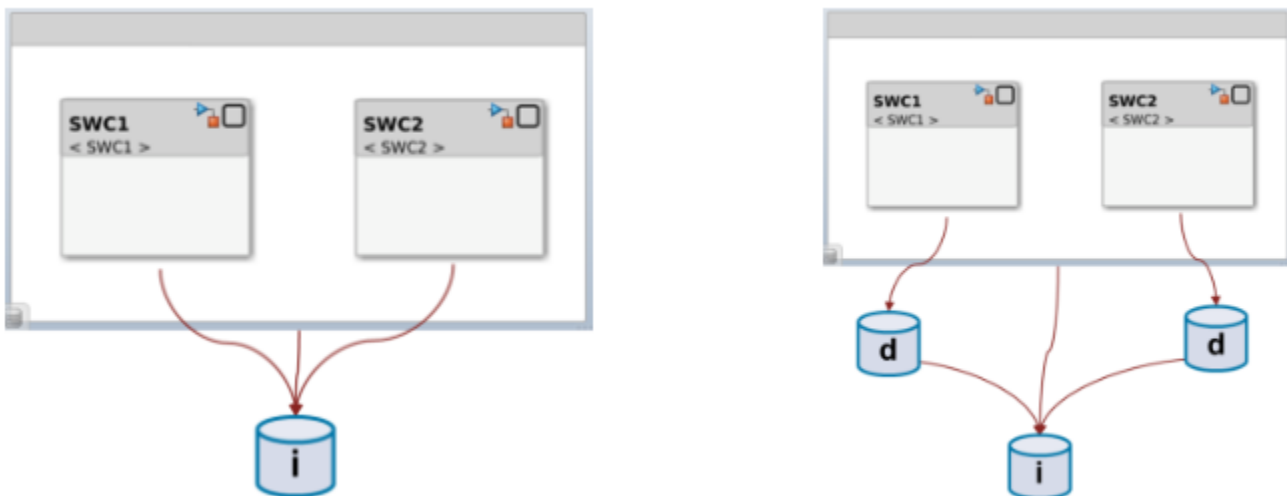 SWC1
< SWC1 >
SWC2
< SWC2 >
i
SWC1
< SWC1 >
SWC2
< SWC2 >
d
d
i